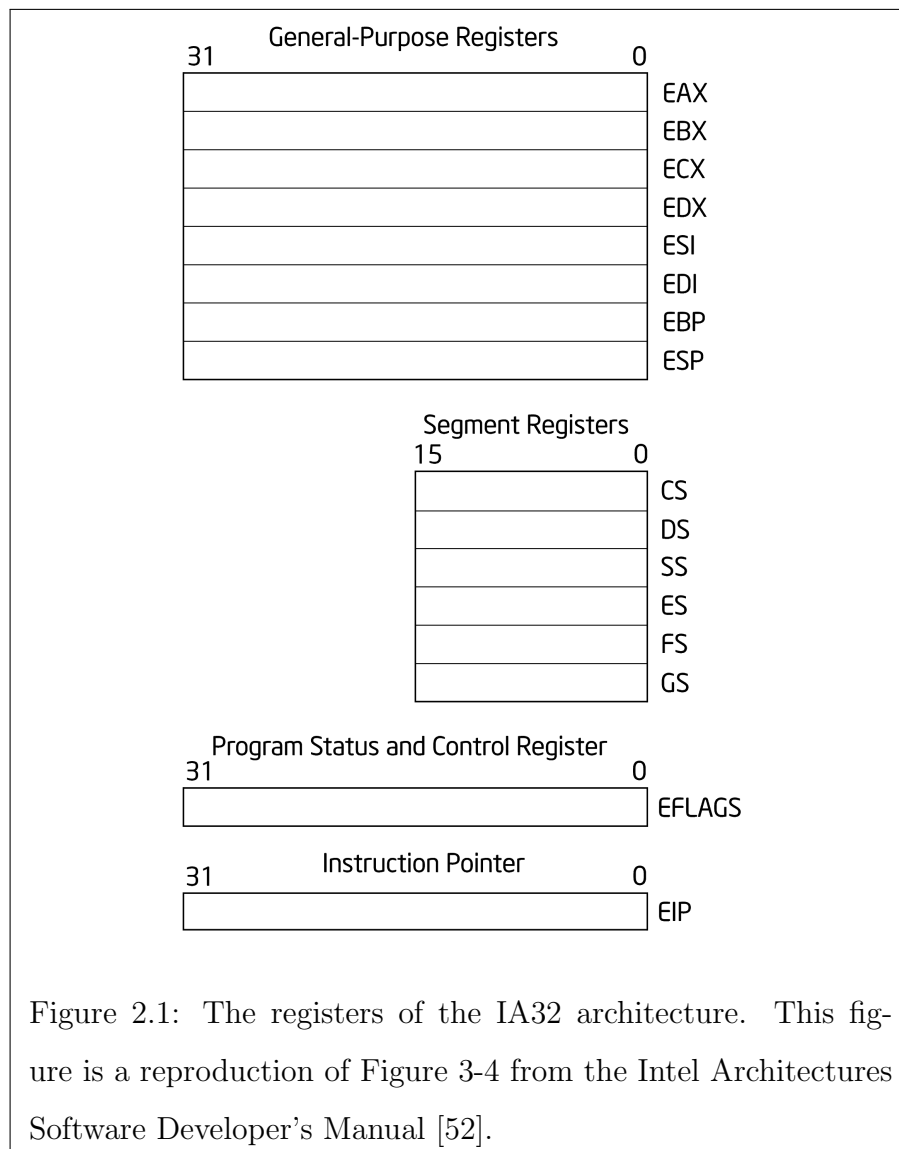 General-Purpose Registers
31 0
EAX
EBX
ECX
EDX
ESI
EDI
EBP
ESP
Segment Registers
15 0
CS
DS
SS
ES
FS
GS
Program Status and Control Register
31 0
EFLAGS
Instruction Pointer
31 0
EIP
Figure 2.1: The registers of the IA32 architecture. This fig-
ure is a reproduction of Figure 3-4 from the Intel Architectures
Software Developer's Manual [52].